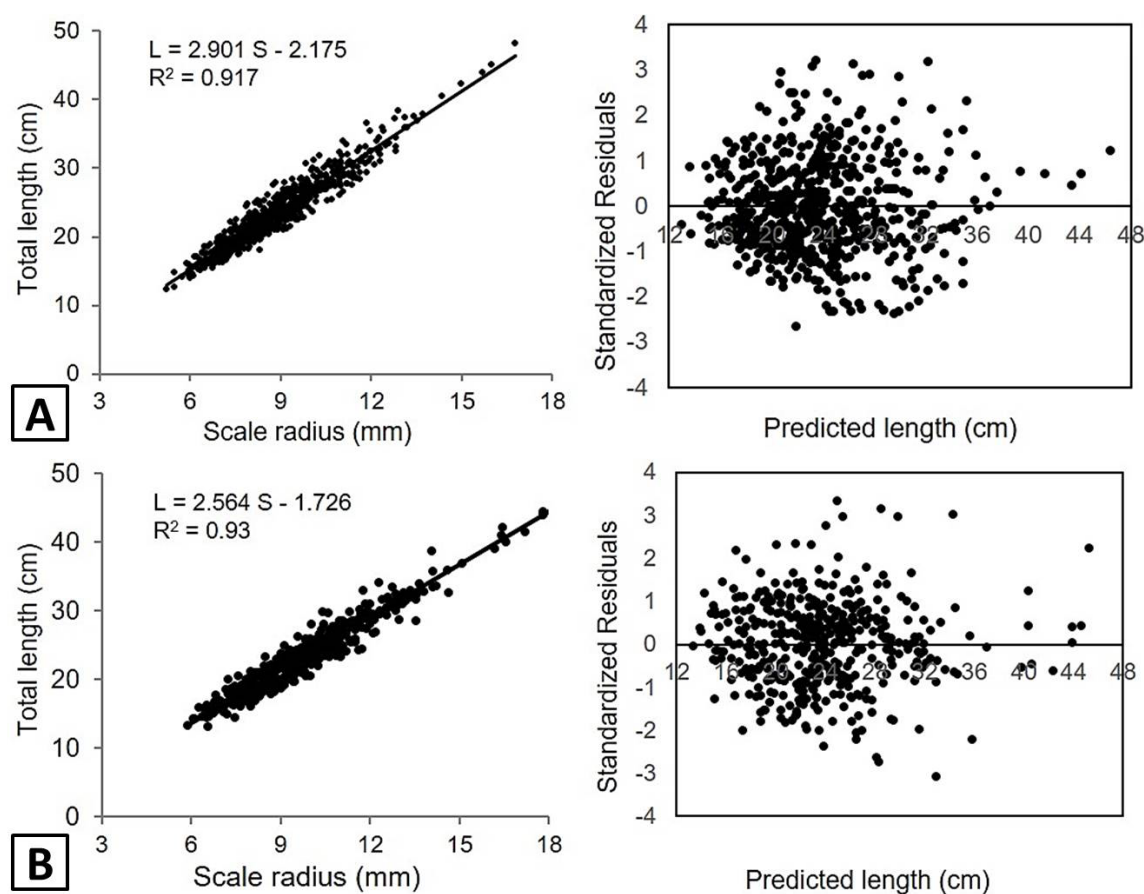 50
40
30
20
10
0
Total length (cm)
L = 2.901 S - 2.175
R² = 0.917
3 6 9 12 15 18
Scale radius (mm)
A
4
3
2
1
0
-1
-2
-3
-4
Standardized Residuals
12 16 20 24 28 32 36 40 44 48
Predicted length (cm)
50
40
30
20
10
0
Total length (cm)
L = 2.564 S - 1.726
R² = 0.93
3 6 9 12 15 18
Scale radius (mm)
B
4
3
2
1
0
-1
-2
-3
-4
Standardized Residuals
12 16 20 24 28 32 36 40 44 48
Predicted length (cm)